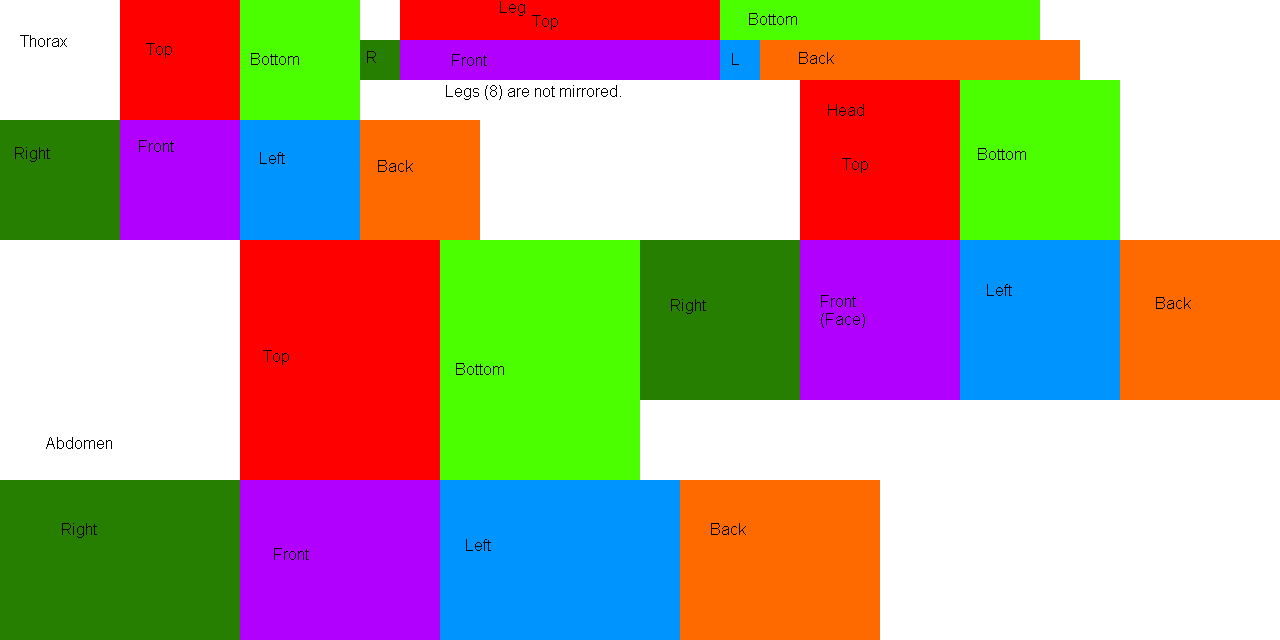 Thorax
Top
Bottom
Leg
Top
Bottom
R
Front
L
Back
Legs (8) are not mirrored.
Right
Front
Left
Back
Head
Top
Bottom
Top
Bottom
Right
Front
(Face)
Left
Back
Abdomen
Right
Front
Left
Back